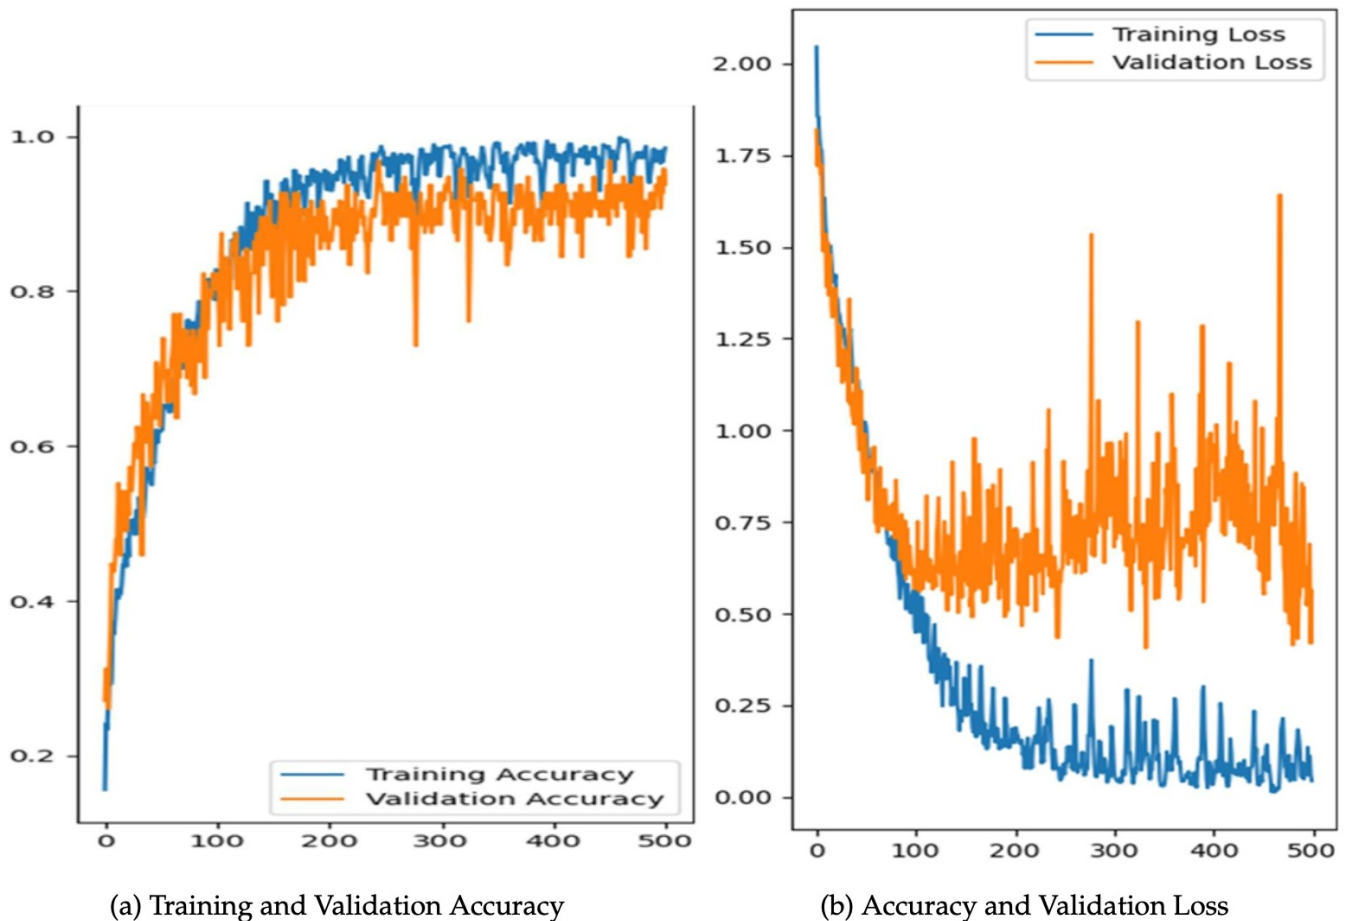 1.0
0.8
0.6
0.4
0.2
0 100 200 300 400 500
Training Accuracy
Validation Accuracy
(a) Training and Validation Accuracy
Training Loss
Validation Loss
2.00
1.75
1.50
1.25
1.00
0.75
0.50
0.25
0.00
0 100 200 300 400 500
(b) Accuracy and Validation Loss